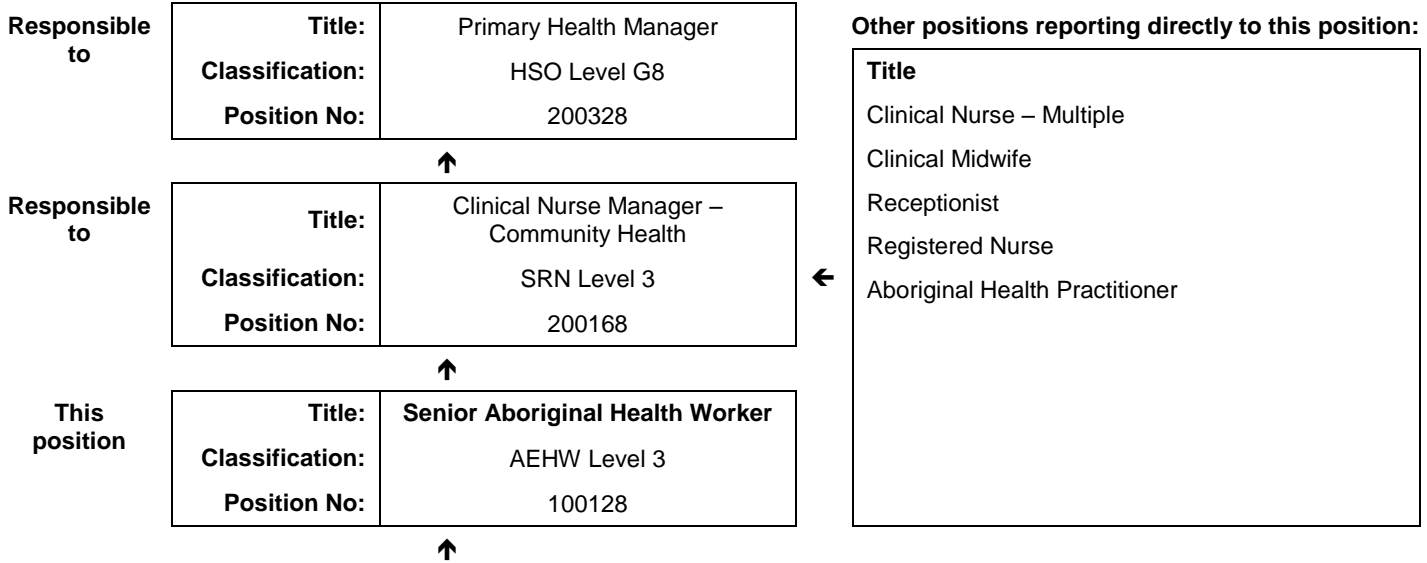 Responsible
to
Title: Primary Health Manager
Classification: HSO Level G8
Position No: 200328
↑
Responsible
to
Title: Clinical Nurse Manager –
Community Health
Classification: SRN Level 3
Position No: 200168
↑
This
position
Title: Senior Aboriginal Health Worker
Classification: AEHW Level 3
Position No: 100128
↑
Other positions reporting directly to this position:
Title
Clinical Nurse – Multiple
Clinical Midwife
Receptionist
Registered Nurse
Aboriginal Health Practitioner
←